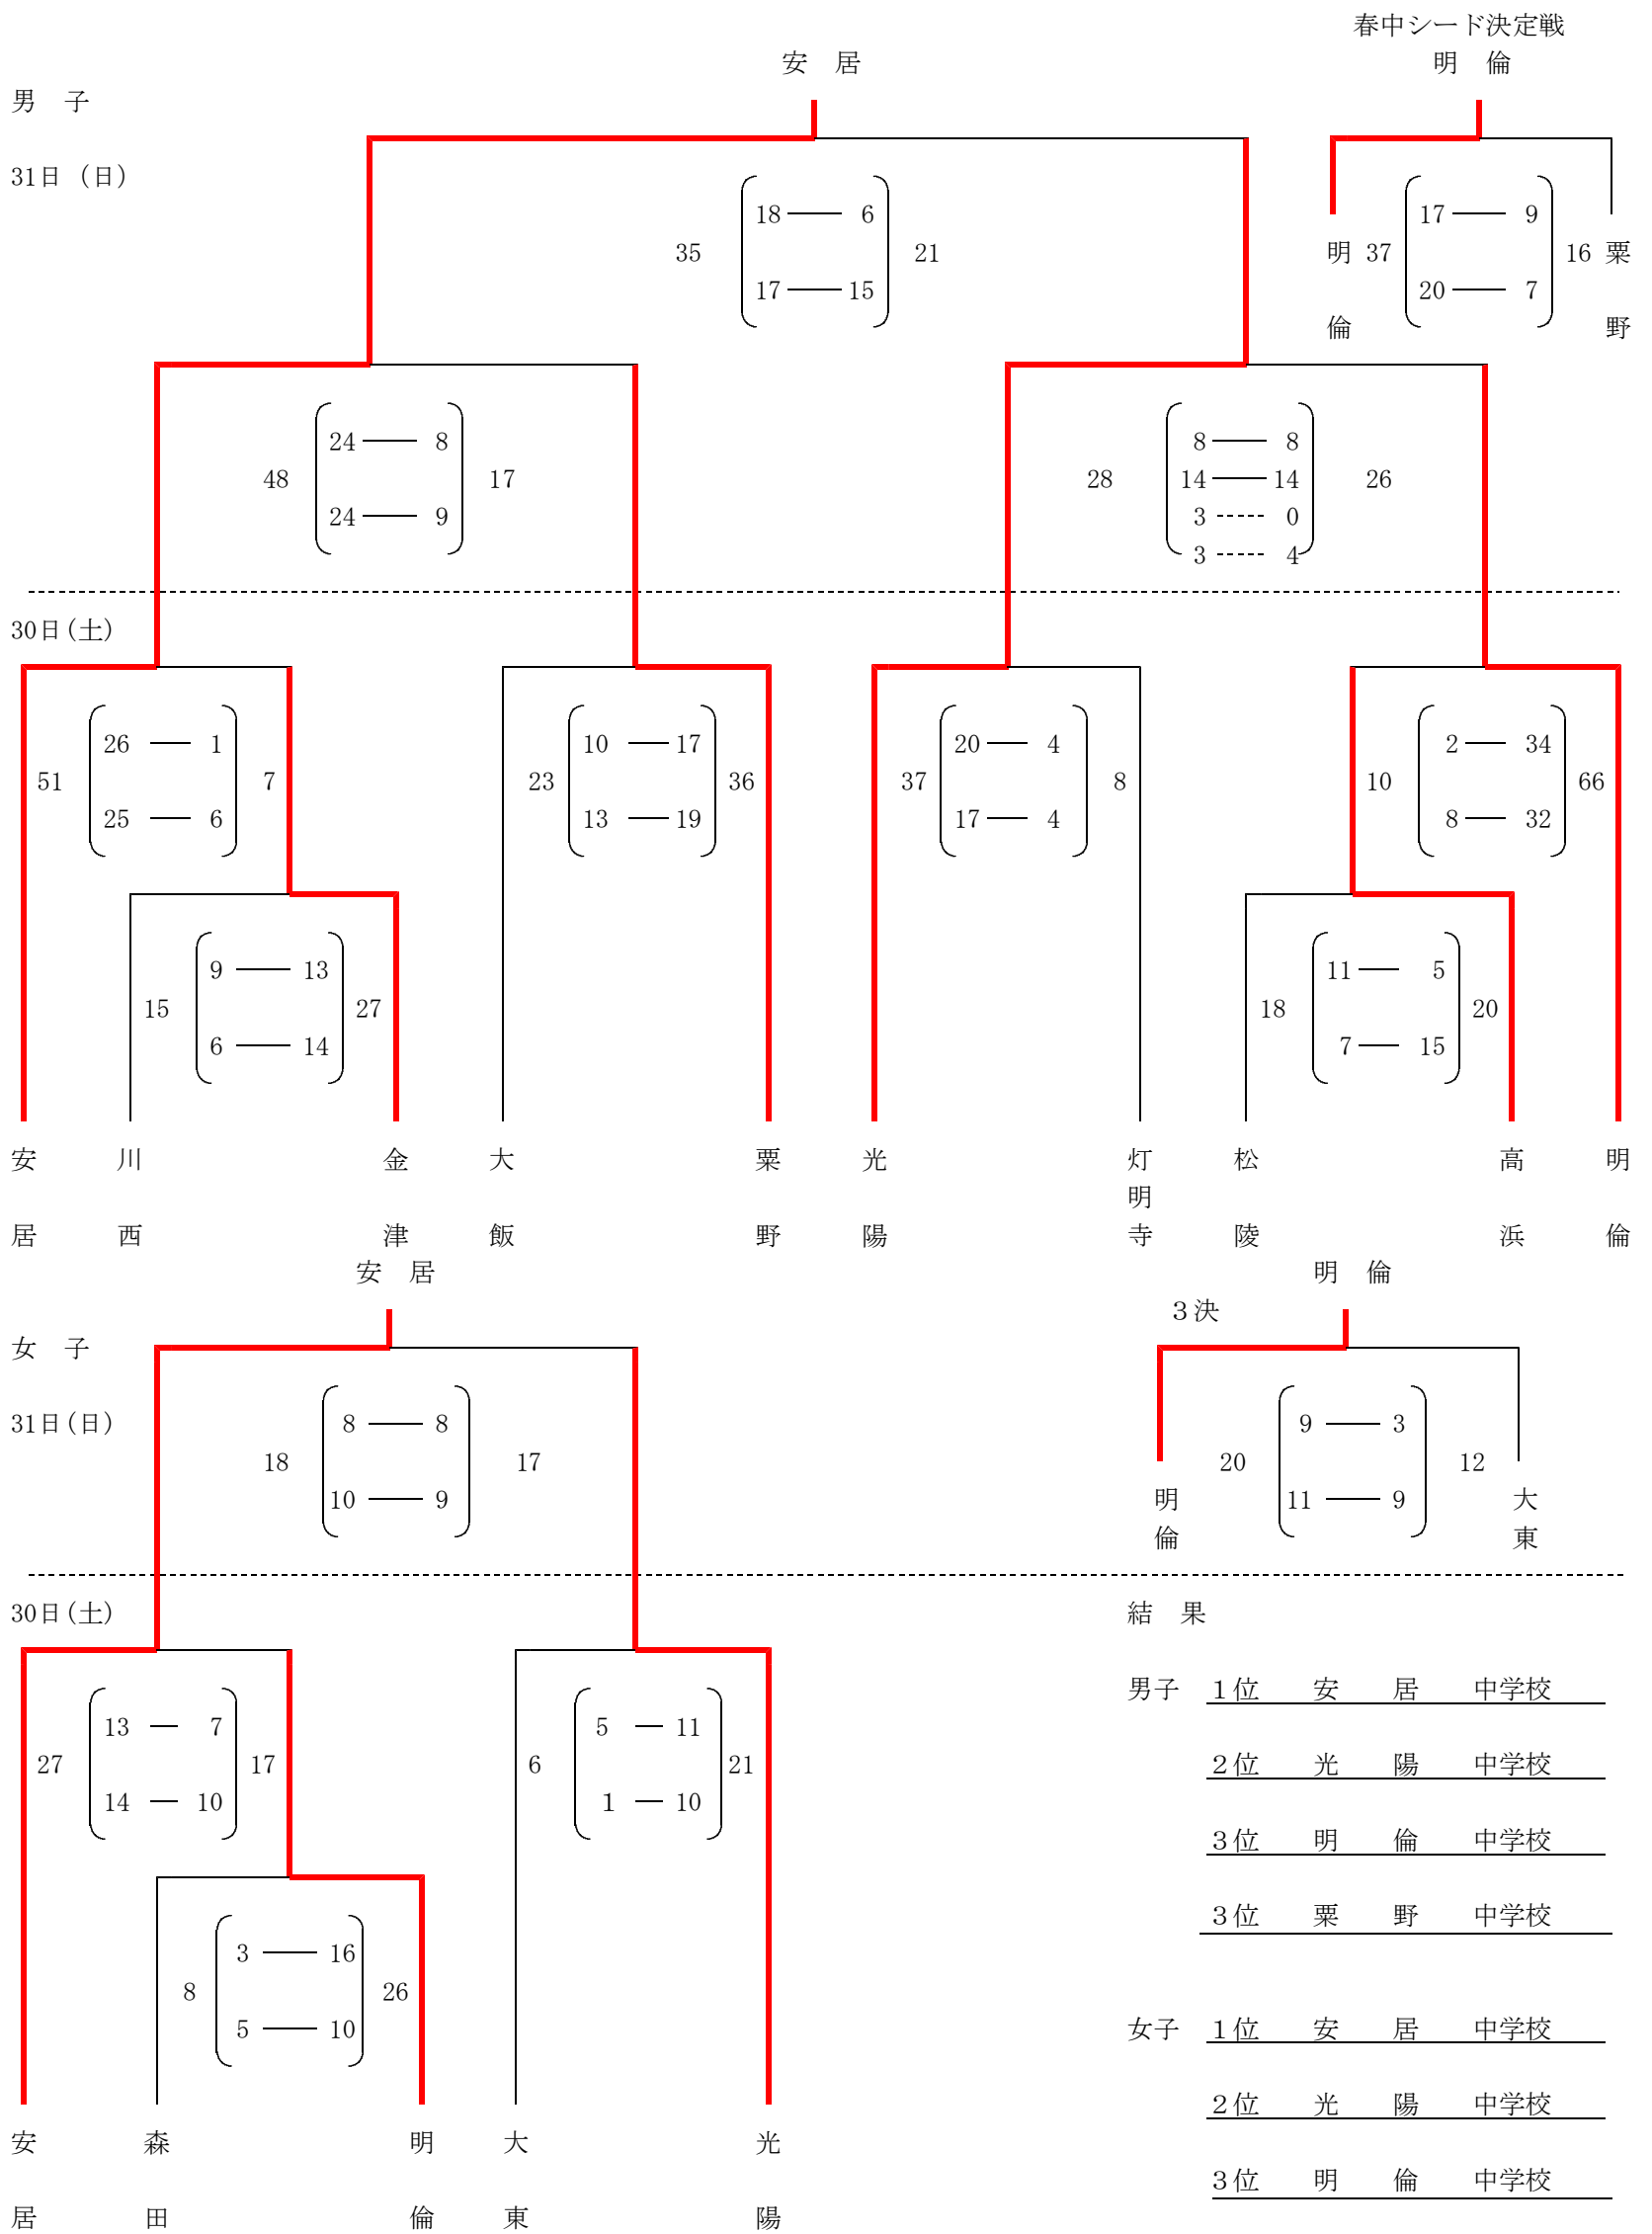 春中シード決定戦
安 居
明 倫
男 子
31日 (日)
18 6
17 9
35 21
明倫 37 16 粟野
17 15
20 7
24 8
8 8
48 17
28 14 14 26
24 9
3 0
3 4
30日(土)
26 1
10 17
20 4
2 34
51 7
23 36
37 8
10 66
25 6
13 19
17 4
8 32
9 13
11 5
15 27
18 20
6 14
7 15
安居 川西 金津 大飯 粟野 光陽 灯明寺 松陵 高浜 明倫
安 居
明 倫
3決
女 子
31日(日)
8 8
9 3
18 17
20 12
10 9
明倫 11 9 大東
30日(土)
結 果
13 7
5 11
男子 1位 安 居 中学校
27 17
6 21
2位 光 陽 中学校
14 10
1 10
3位 明 倫 中学校
3位 粟 野 中学校
3 16
8 26
5 10
女子 1位 安 居 中学校
2位 光 陽 中学校
3位 明 倫 中学校
安居 森田 明倫 大東 光陽